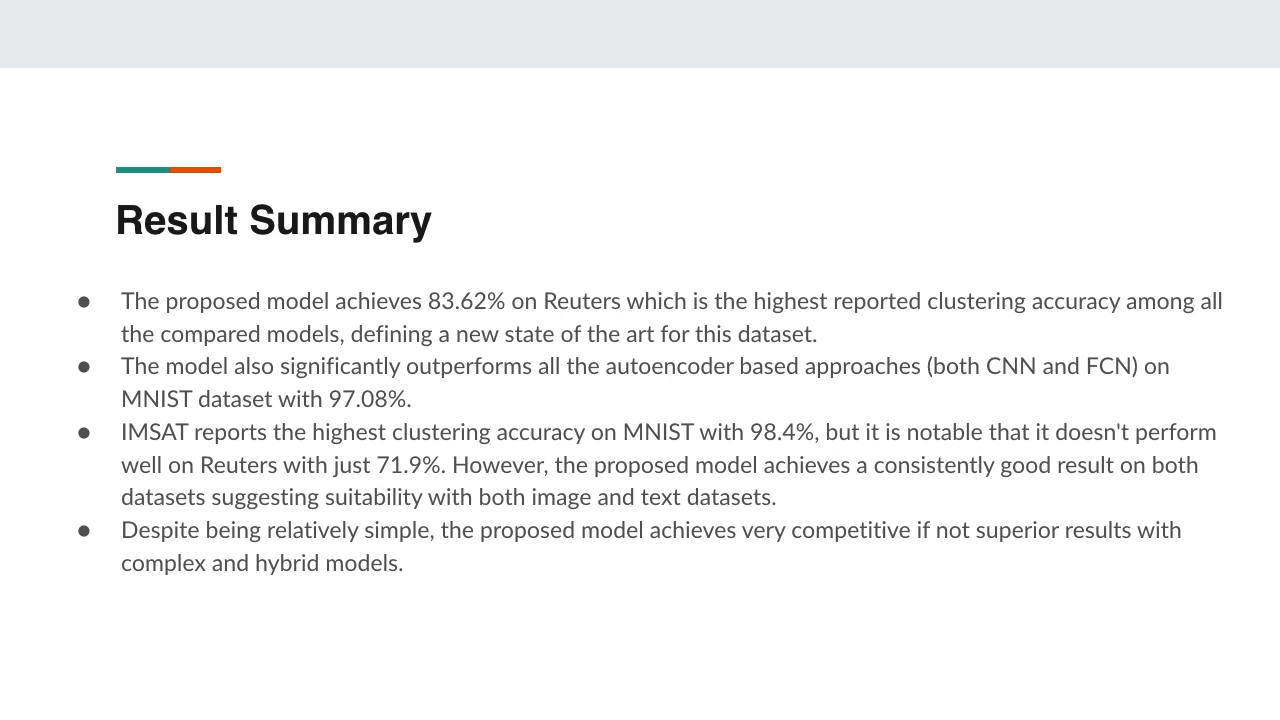 Result Summary
● The proposed model achieves 83.62% on Reuters which is the highest reported clustering accuracy among all
the compared models, defining a new state of the art for this dataset.
● The model also significantly outperforms all the autoencoder based approaches (both CNN and FCN) on
MNIST dataset with 97.08%.
● IMSAT reports the highest clustering accuracy on MNIST with 98.4%, but it is notable that it doesn't perform
well on Reuters with just 71.9%. However, the proposed model achieves a consistently good result on both
datasets suggesting suitability with both image and text datasets.
● Despite being relatively simple, the proposed model achieves very competitive if not superior results with
complex and hybrid models.